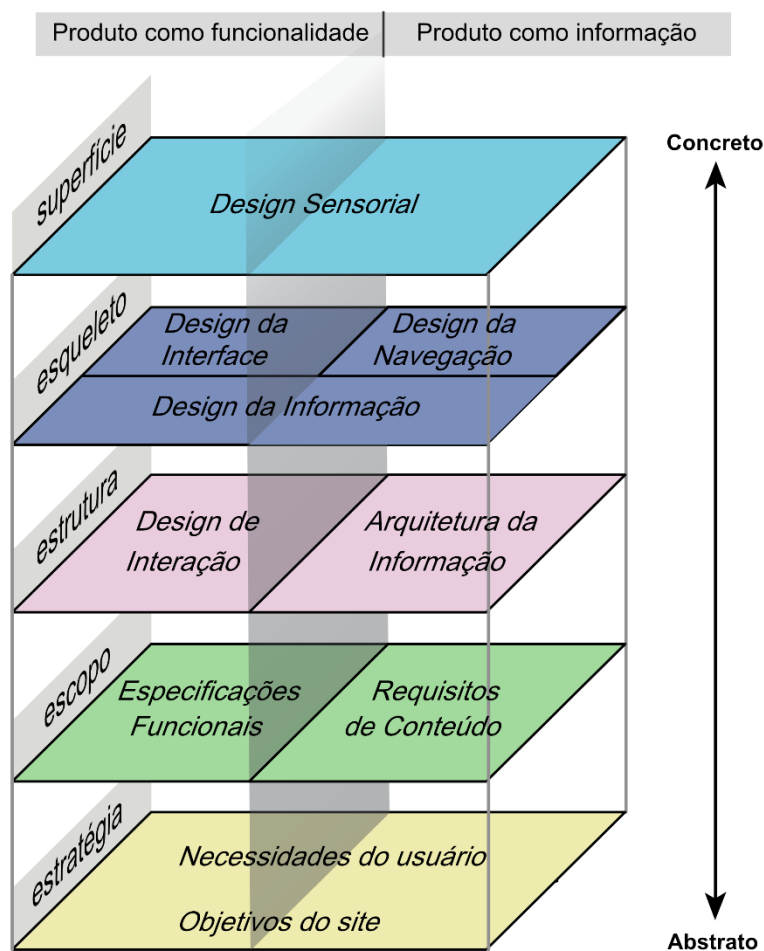 Produto como funcionalidade
Produto como informação
Concreto
superfície
Design Sensorial
esqueleto
Design da
Interface
Design da
Navegação
Design da Informação
estrutura
Design de
Interação
Arquitetura da
Informação
escopo
Especificações
Funcionais
Requisitos
de Conteúdo
estratégia
Necessidades do usuário
Objetivos do site
Abstrato